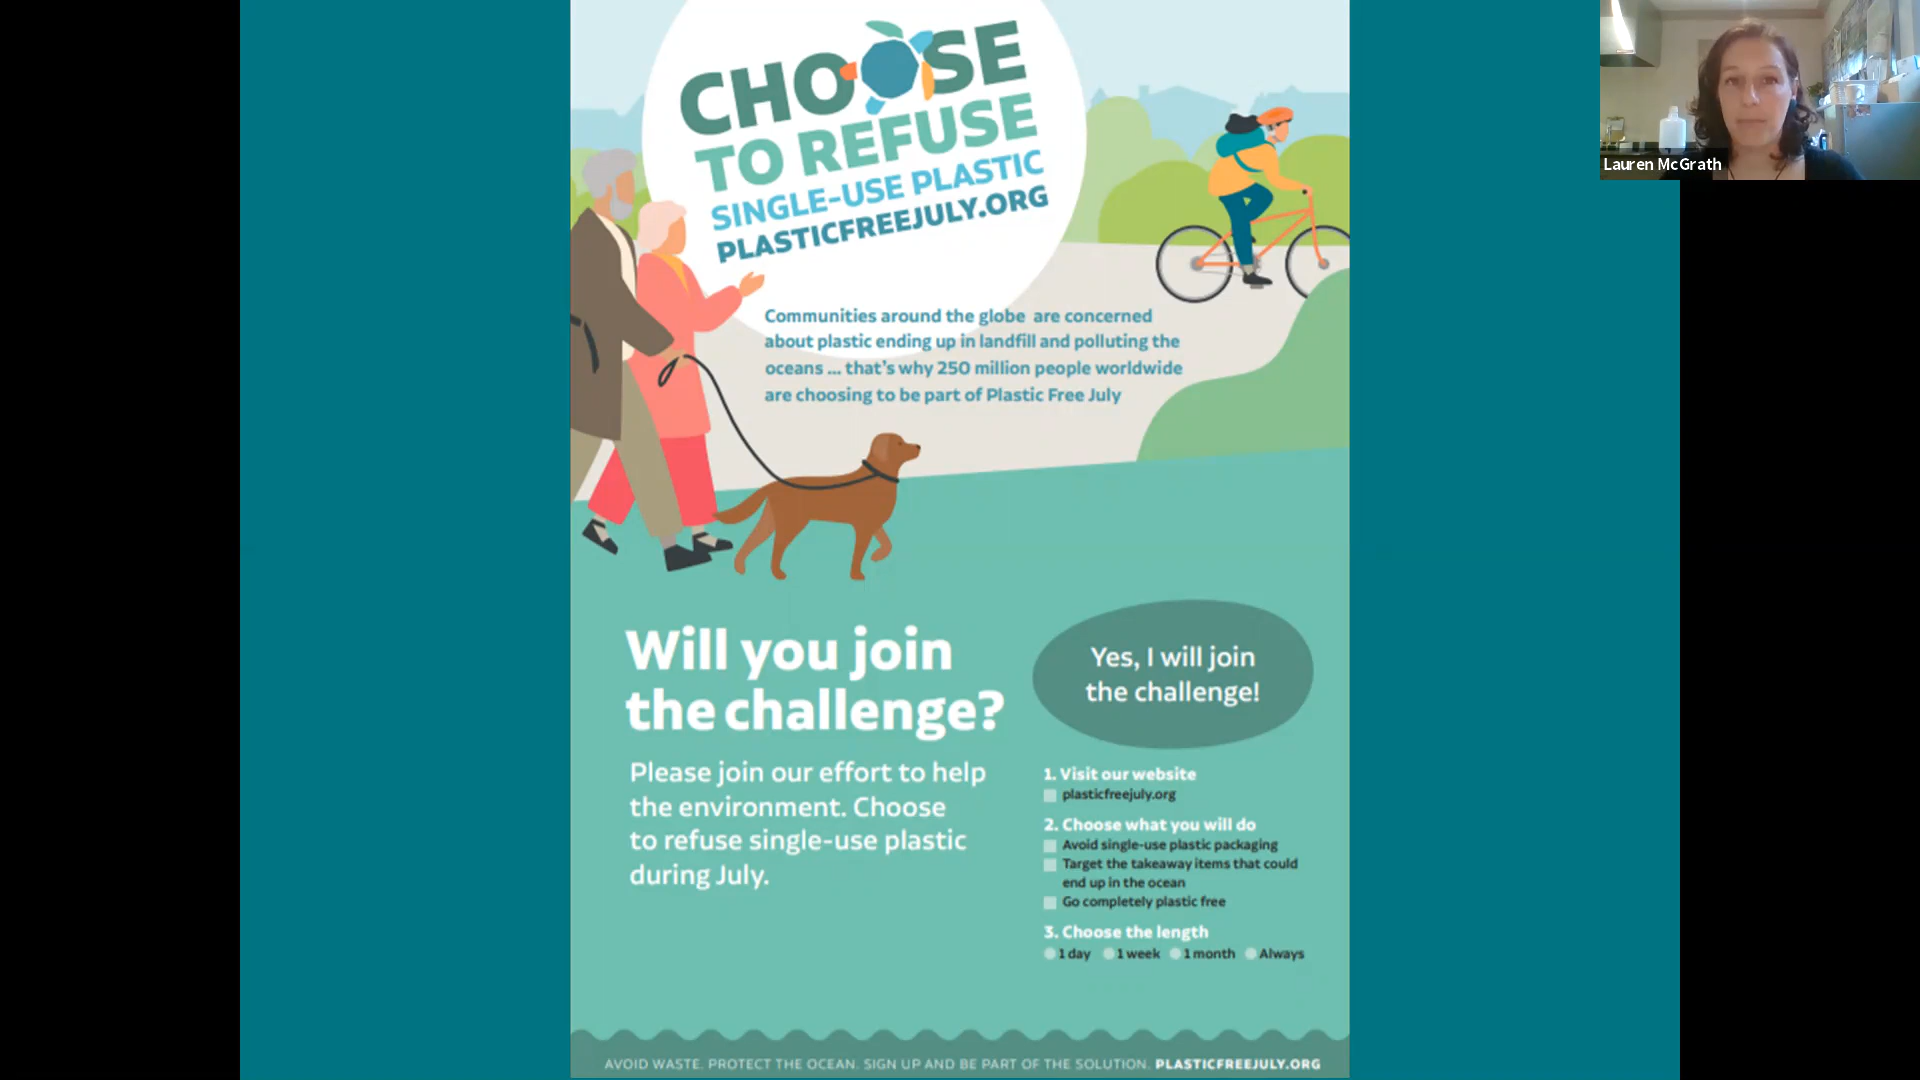 CHOOSE
TO REFUSE
SINGLE-USE PLASTIC
PLASTICFREEJULY.ORG
Communities around the globe are concerned
about plastic ending up in landfill and polluting the
oceans ... that's why 250 million people worldwide
are choosing to be part of Plastic Free July
Will you join
the challenge?
Please join our effort to help
the environment. Choose
to refuse single-use plastic
during July.
Yes, I will join
the challenge!
1. Visit our website
plasticfreejuly.org
2. Choose what you will do
Avoid single-use plastic packaging
Target the takeaway items that could
end up in the ocean
Go completely plastic free
3. Choose the length
1 day 1 week 1 month Always
AVOID WASTE. PROTECT THE OCEAN. SIGN UP AND BE PART OF THE SOLUTION. PLASTICFREEJULY.ORG
Lauren McGrath